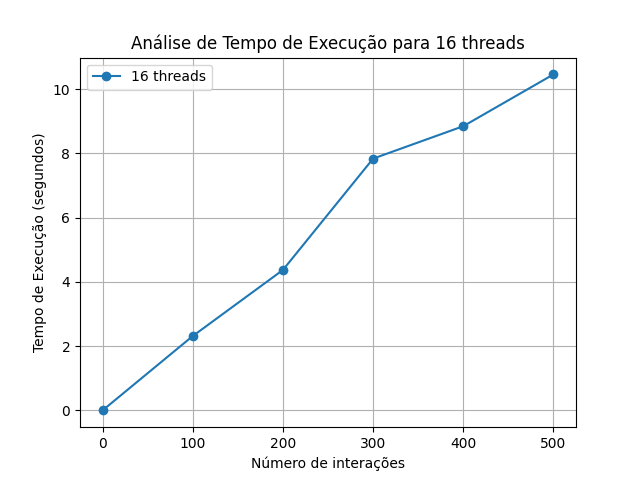 Análise de Tempo de Execução para 16 threads
16 threads
10
8
6
4
2
0
Tempo de Execução (segundos)
0 100 200 300 400 500
Número de interações